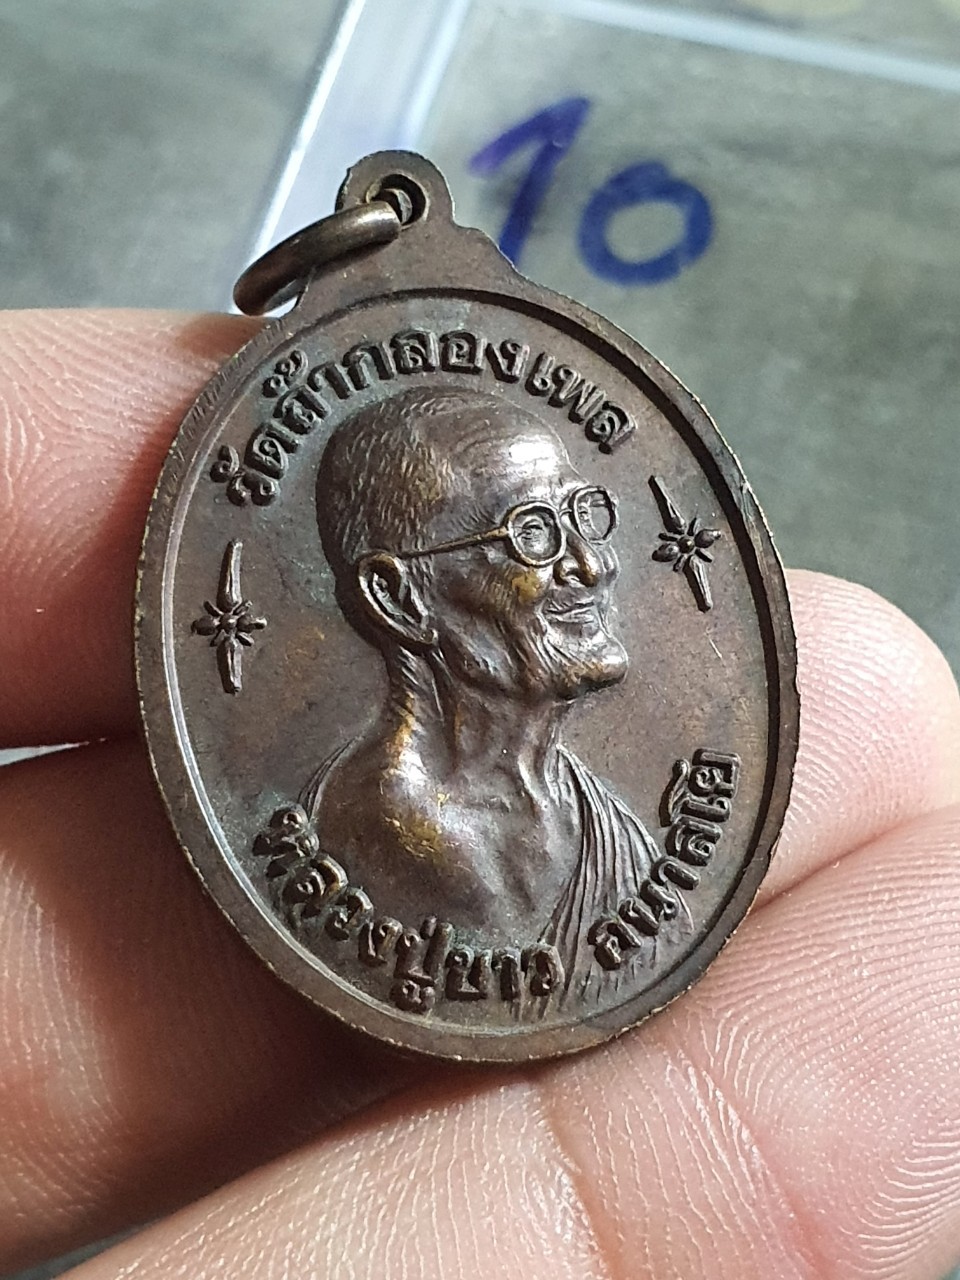 10
วัดถ้ำกลองเพล
หลวงปู่ขาว อนาลโย